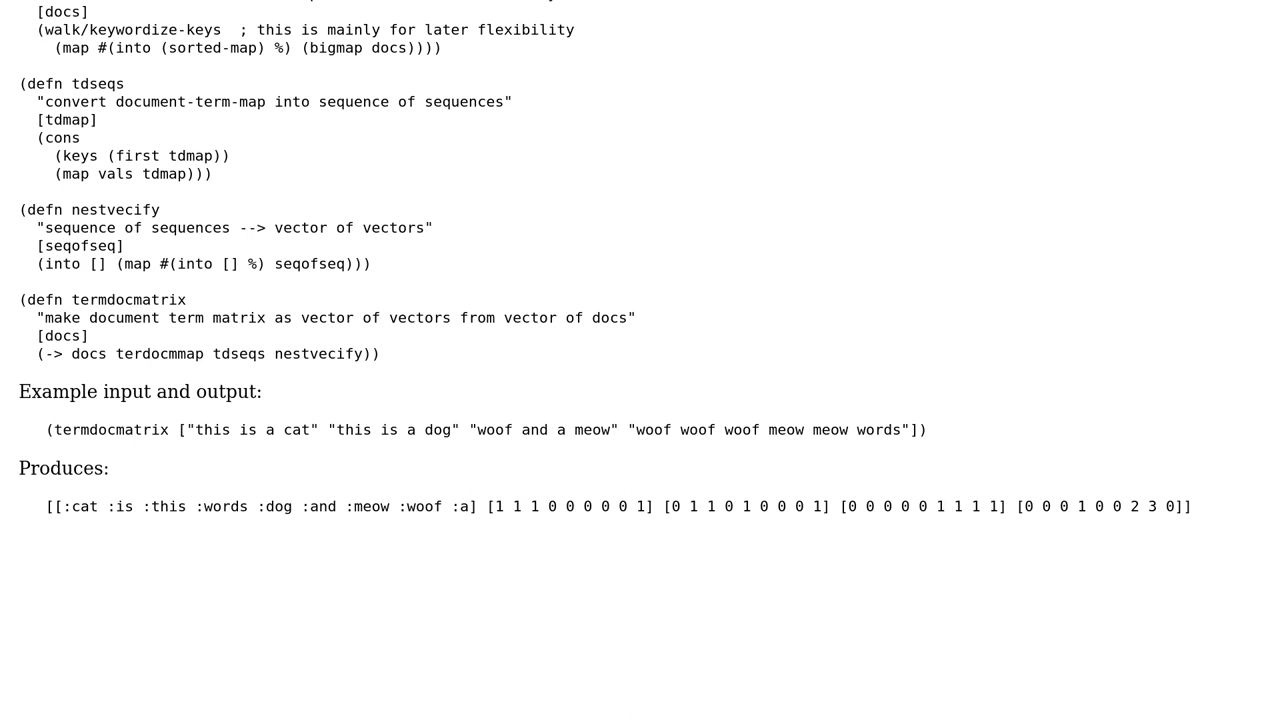 [docs]
(walk/keywordize-keys  ; this is mainly for later flexibility
(map #(into (sorted-map) %) (bigmap docs))))
(defn tdseqs
"convert document-term-map into sequence of sequences"
[tdmap]
(cons
(keys (first tdmap))
(map vals tdmap)))
(defn nestvecify
"sequence of sequences --> vector of vectors"
[seqofseq]
(into [] (map #(into [] %) seqofseq)))
(defn termdocmatrix
"make document term matrix as vector of vectors from vector of docs"
[docs]
(-> docs terdocmmap tdseqs nestvecify))
Example input and output:
(termdocmatrix ["this is a cat" "this is a dog" "woof and a meow" "woof woof woof meow meow words"])
Produces:
[[:cat :is :this :words :dog :and :meow :woof :a] [1 1 1 0 0 0 0 0 1] [0 1 1 0 1 0 0 0 1] [0 0 0 0 0 1 1 1 1] [0 0 0 1 0 0 2 3 0]]